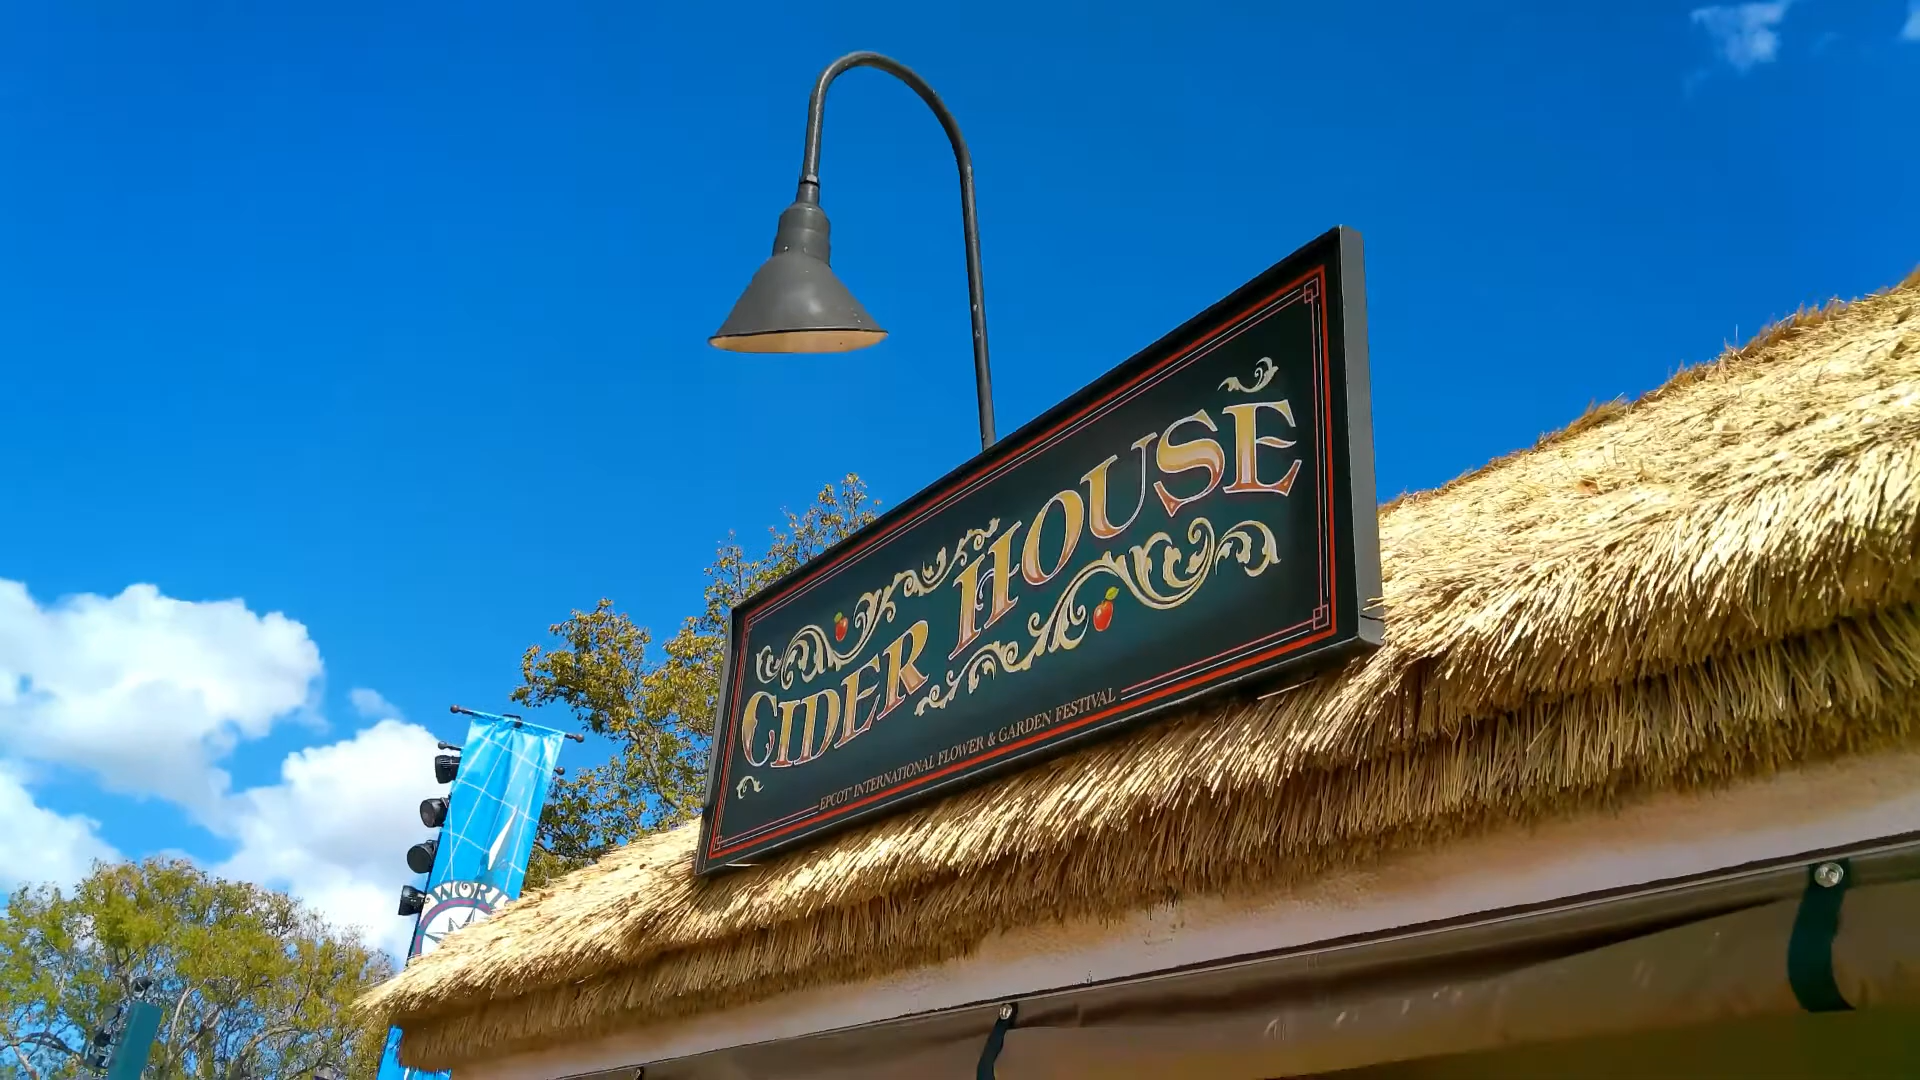 CIDER HOUSE
EPCOT® INTERNATIONAL FLOWER & GARDEN FESTIVAL